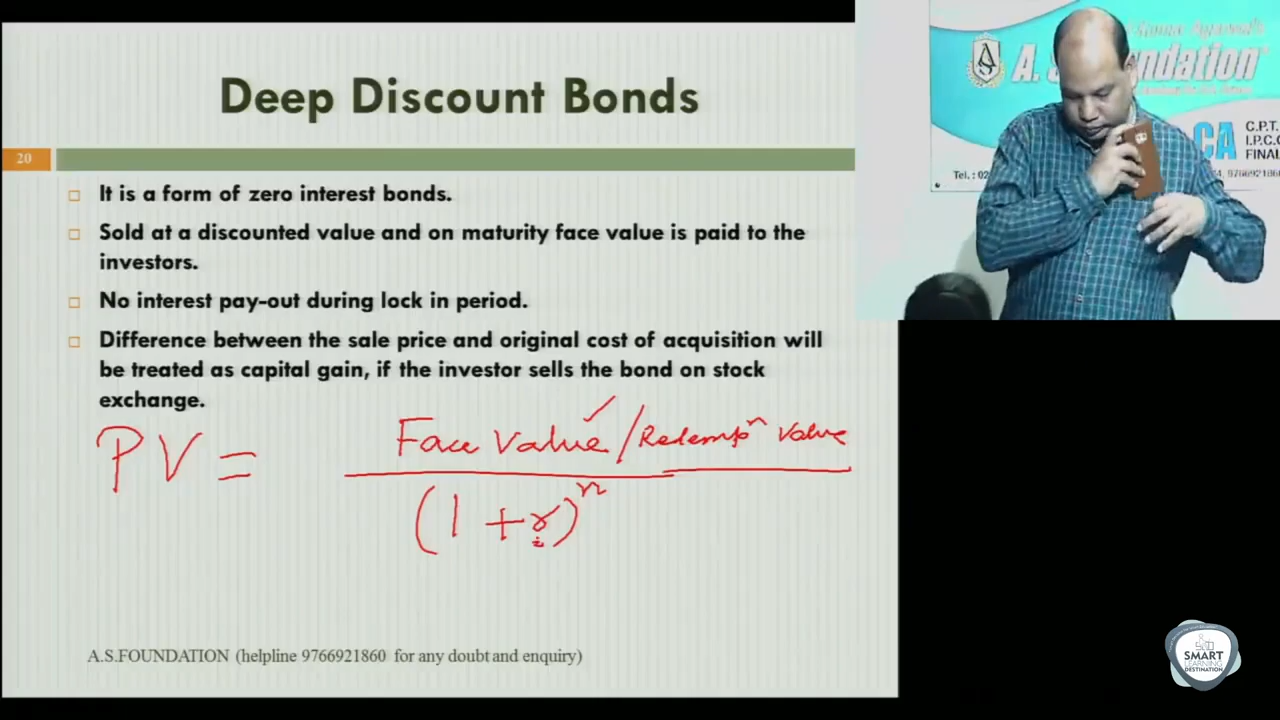 Deep Discount Bonds
20
It is a form of zero interest bonds.
Sold at a discounted value and on maturity face value is paid to the
investors.
No interest pay-out during lock in period.
Difference between the sale price and original cost of acquisition will
be treated as capital gain, if the investor sells the bond on stock
exchange.
PV = Face Value / Redempn Value
(1 + r)n
A.S.FOUNDATION (helpline 9766921860 for any doubt and enquiry)
A. S. ndation
AS
CA
C.P.T.
I.P.C.C
FINAL
Tel. : 02
SMART
LEARNING
DESTINATION